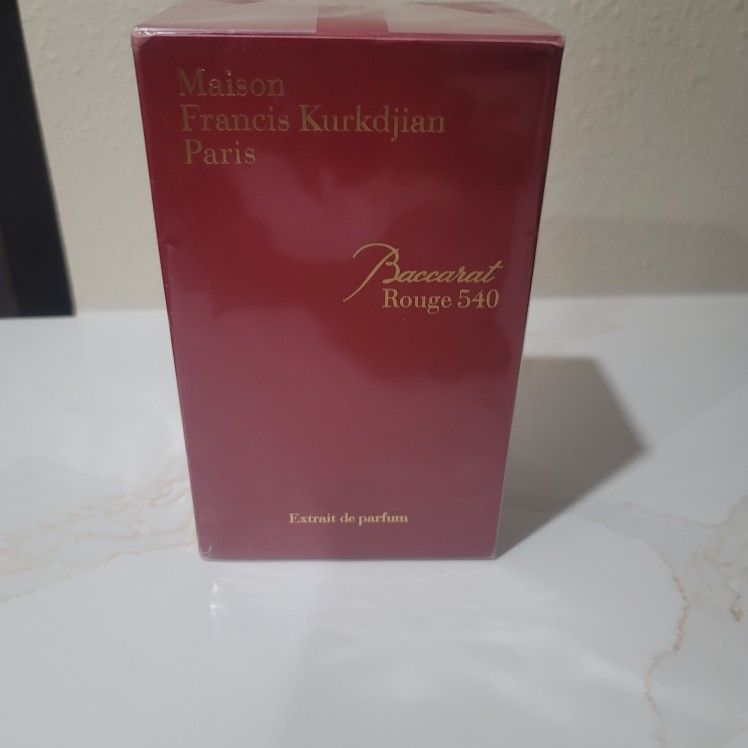 Maison
Francis Kurkdjian
Paris
Baccarat
Rouge 540
Extrait de parfum